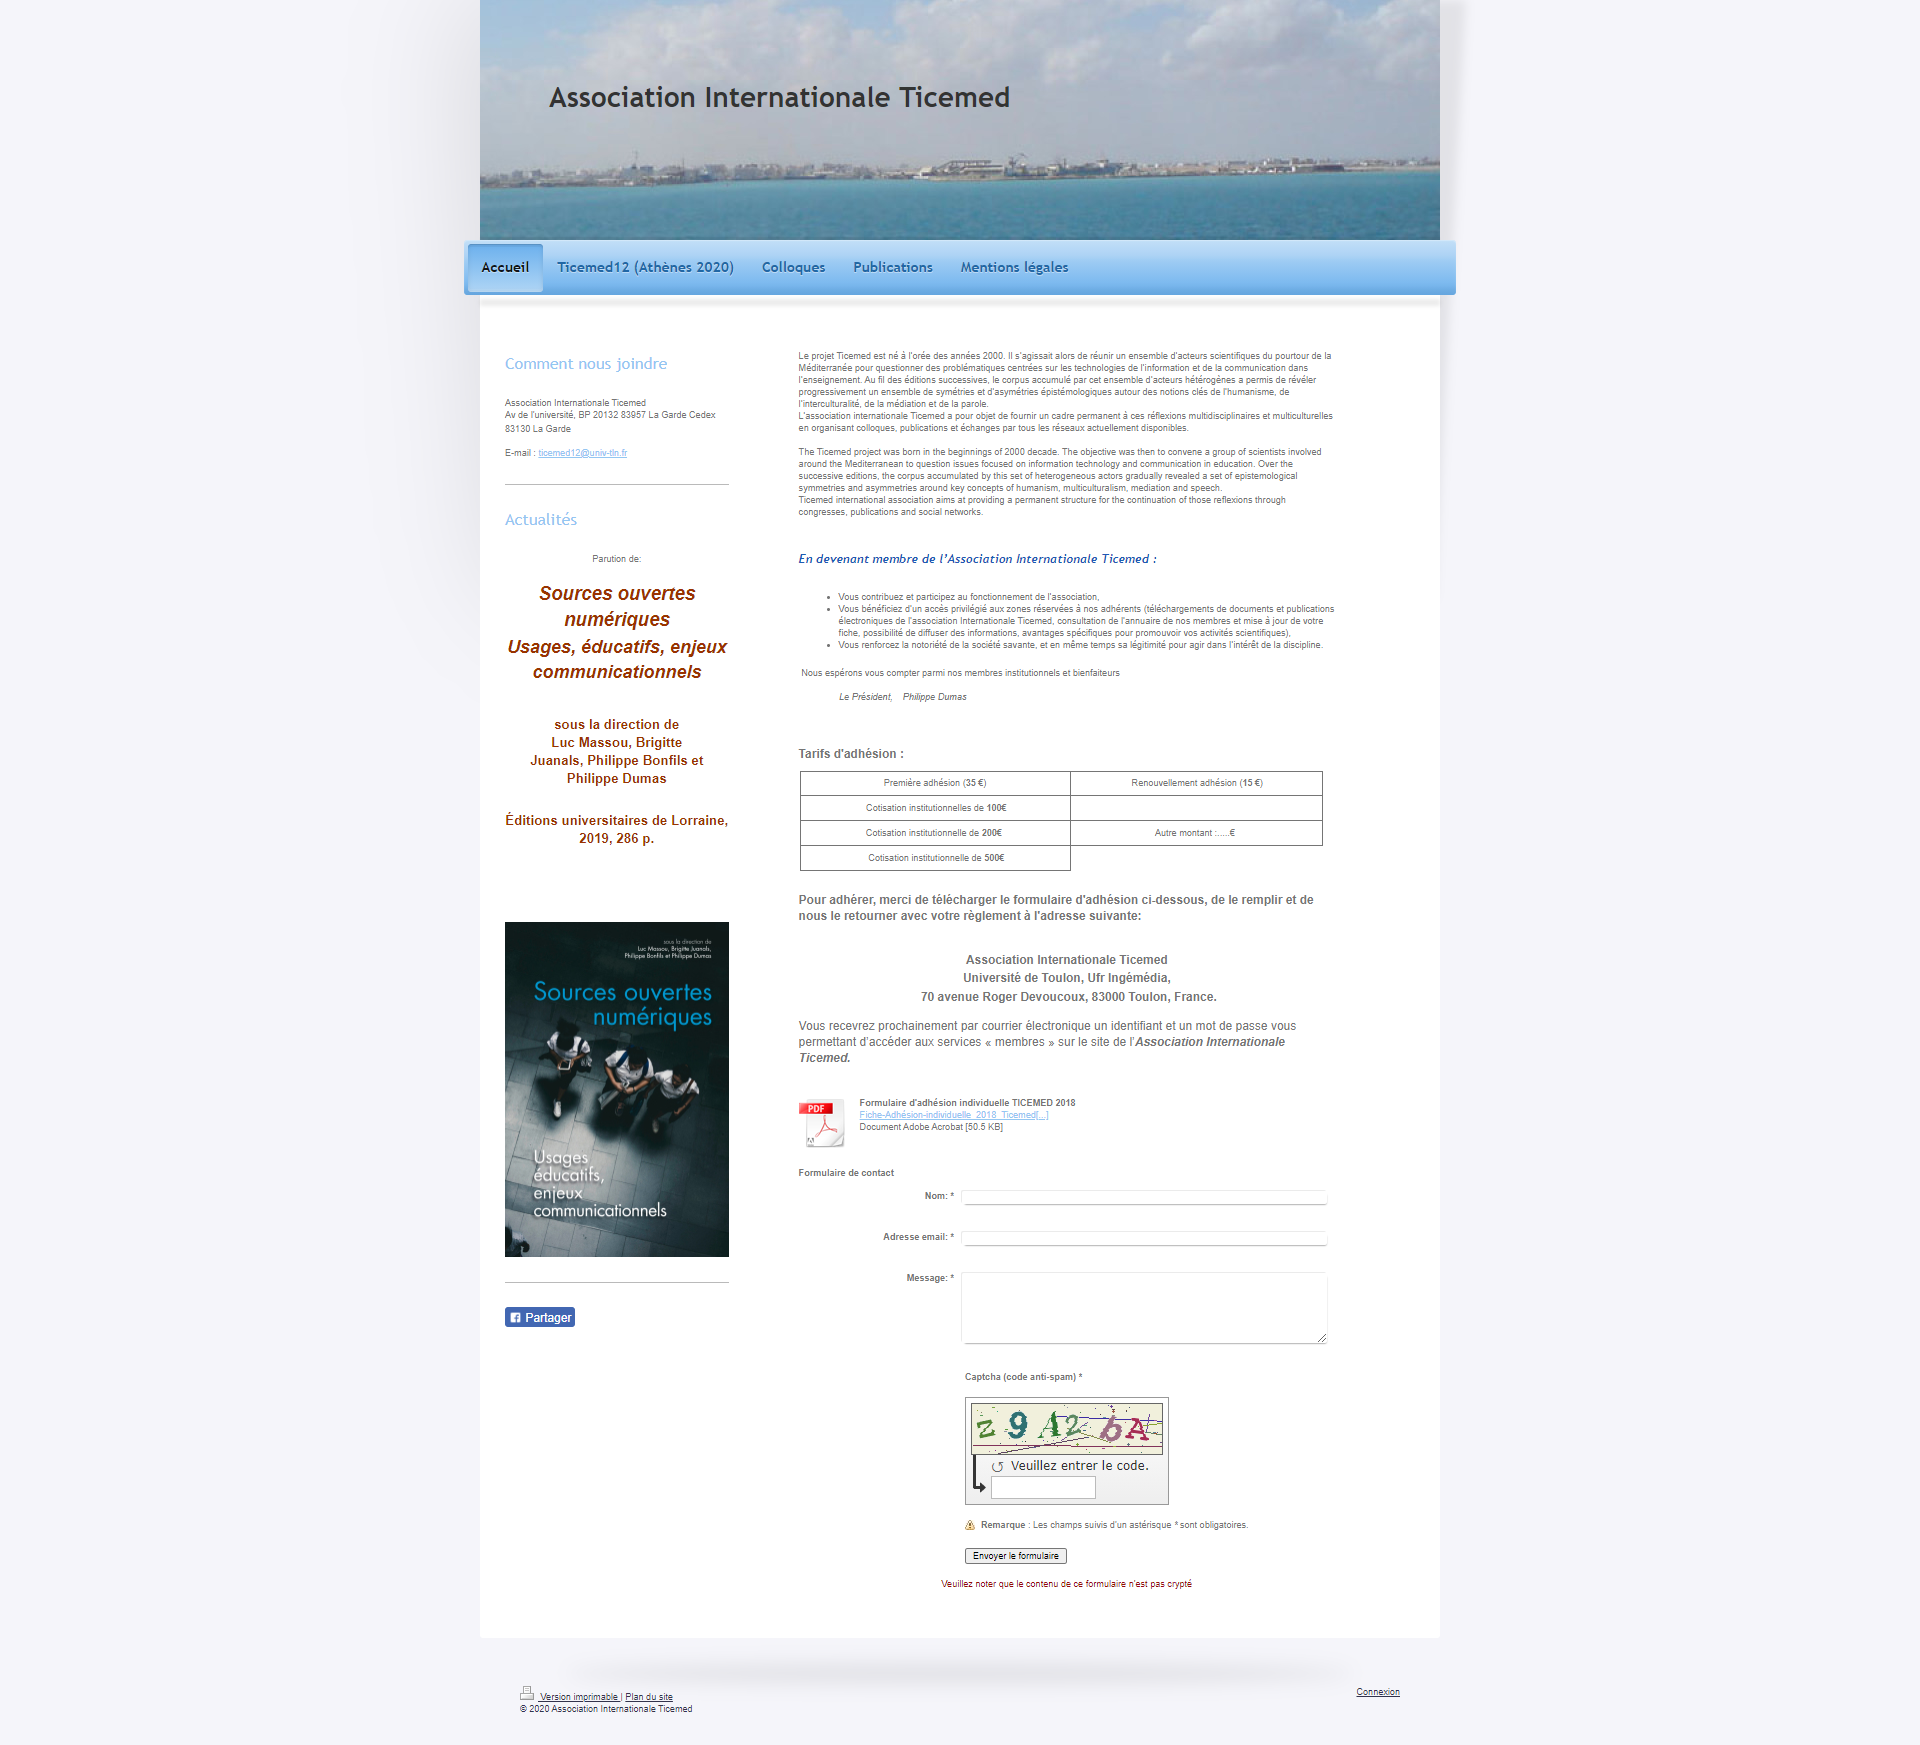 Association Internationale Ticemed
Accueil
Ticemed12 (Athènes 2020)
Colloques
Publications
Mentions légales
Comment nous joindre
Association Internationale Ticemed
Av de l'université, BP 20132 83957 La Garde Cedex
83130 La Garde
E-mail : ticemed12@univ-tln.fr
Actualités
Parution de:
Sources ouvertes
numériques
Usages, éducatifs, enjeux
communicationnels
sous la direction de
Luc Massou, Brigitte
Juanals, Philippe Bonfils et
Philippe Dumas
Éditions universitaires de Lorraine,
2019, 286 p.
sous la direction de
Luc Massou, Brigitte Juanals,
Philippe Bonfils et Philippe Dumas
Sources ouvertes
numériques
Usages
éducatifs,
enjeux
communicationnels
Partager
Le projet Ticemed est né à l'orée des années 2000. Il s'agissait alors de réunir un ensemble d'acteurs scientifiques du pourtour de la
Méditerranée pour questionner des problématiques centrées sur les technologies de l'information et de la communication dans
l'enseignement. Au fil des éditions successives, le corpus accumulé par cet ensemble d'acteurs hétérogènes a permis de révéler
progressivement un ensemble de symétries et d'asymétries épistémologiques autour des notions clés de l'humanisme, de
l'interculturalité, de la médiation et de la parole.
L'association internationale Ticemed a pour objet de fournir un cadre permanent à ces réflexions multidisciplinaires et multiculturelles
en organisant colloques, publications et échanges par tous les réseaux actuellement disponibles.
The Ticemed project was born in the beginnings of 2000 decade. The objective was then to convene a group of scientists involved
around the Mediterranean to question issues focused on information technology and communication in education. Over the
successive editions, the corpus accumulated by this set of heterogeneous actors gradually revealed a set of epistemological
symmetries and asymmetries around key concepts of humanism, multiculturalism, mediation and speech.
Ticemed international association aims at providing a permanent structure for the continuation of those reflexions through
congresses, publications and social networks.
En devenant membre de l'Association Internationale Ticemed :
• Vous contribuez et participez au fonctionnement de l'association,
• Vous bénéficiez d'un accès privilégié aux zones réservées à nos adhérents (téléchargements de documents et publications
électroniques de l'association Internationale Ticemed, consultation de l'annuaire de nos membres et mise à jour de votre
fiche, possibilité de diffuser des informations, avantages spécifiques pour promouvoir vos activités scientifiques),
• Vous renforcez la notoriété de la société savante, et en même temps sa légitimité pour agir dans l'intérêt de la discipline.
Nous espérons vous compter parmi nos membres institutionnels et bienfaiteurs
Le Président, Philippe Dumas
Tarifs d'adhésion :
Première adhésion (35 €)
Renouvellement adhésion (15 €)
Cotisation institutionnelles de 100€
Cotisation institutionnelle de 200€
Autre montant :.....€
Cotisation institutionnelle de 500€
Pour adhérer, merci de télécharger le formulaire d'adhésion ci-dessous, de le remplir et de
nous le retourner avec votre règlement à l'adresse suivante:
Association Internationale Ticemed
Université de Toulon, Ufr Ingémédia,
70 avenue Roger Devoucoux, 83000 Toulon, France.
Vous recevrez prochainement par courrier électronique un identifiant et un mot de passe vous
permettant d'accéder aux services « membres » sur le site de l'Association Internationale
Ticemed.
PDF
Formulaire d'adhésion individuelle TICEMED 2018
Fiche-Adhésion-individuelle_2018_Ticemed[...]
Document Adobe Acrobat [50.5 KB]
Formulaire de contact
Nom: *
Adresse email: *
Message: *
Captcha (code anti-spam) *
z9A2bA
Veuillez entrer le code.
Remarque : Les champs suivis d'un astérisque * sont obligatoires.
Envoyer le formulaire
Veuillez noter que le contenu de ce formulaire n'est pas crypté
Version imprimable | Plan du site
© 2020 Association Internationale Ticemed
Connexion